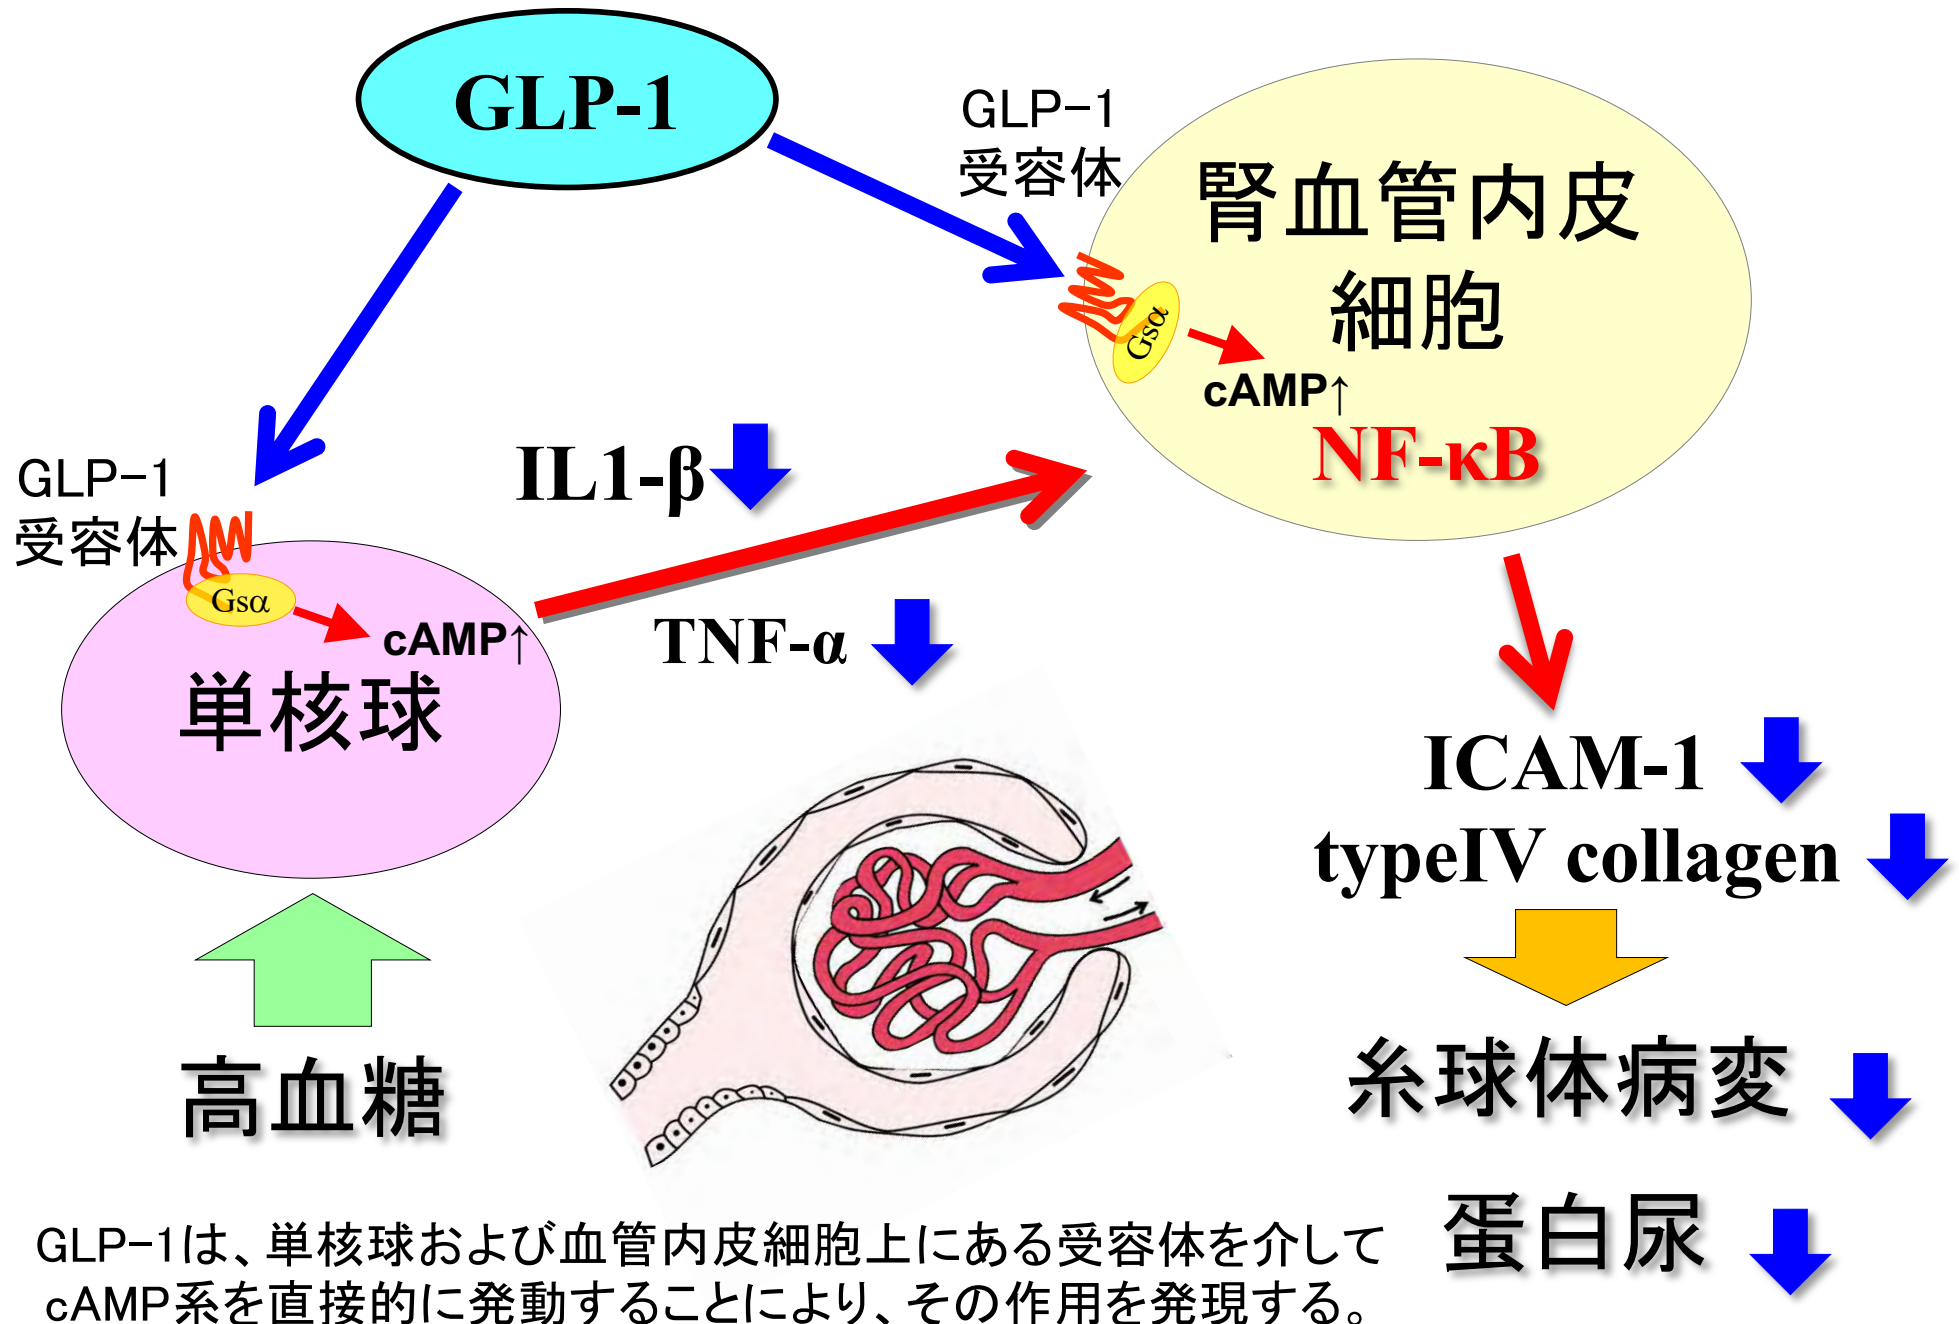 GLP-1
GLP-1
受容体
腎血管内皮
細胞
Gsα
cAMP↑
NF-κB
IL1-β
GLP-1
受容体
Gsα
cAMP↑
単核球
TNF-α
ICAM-1
typeIV collagen
高血糖
糸球体病変
蛋白尿
GLP-1は、単核球および血管内皮細胞上にある受容体を介して
cAMP系を直接的に発動することにより、その作用を発現する。